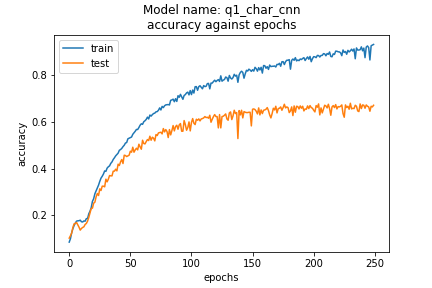 Model name: q1_char_cnn
accuracy against epochs
train
test
accuracy
0.8
0.6
0.4
0.2
0
50
100
150
200
250
epochs